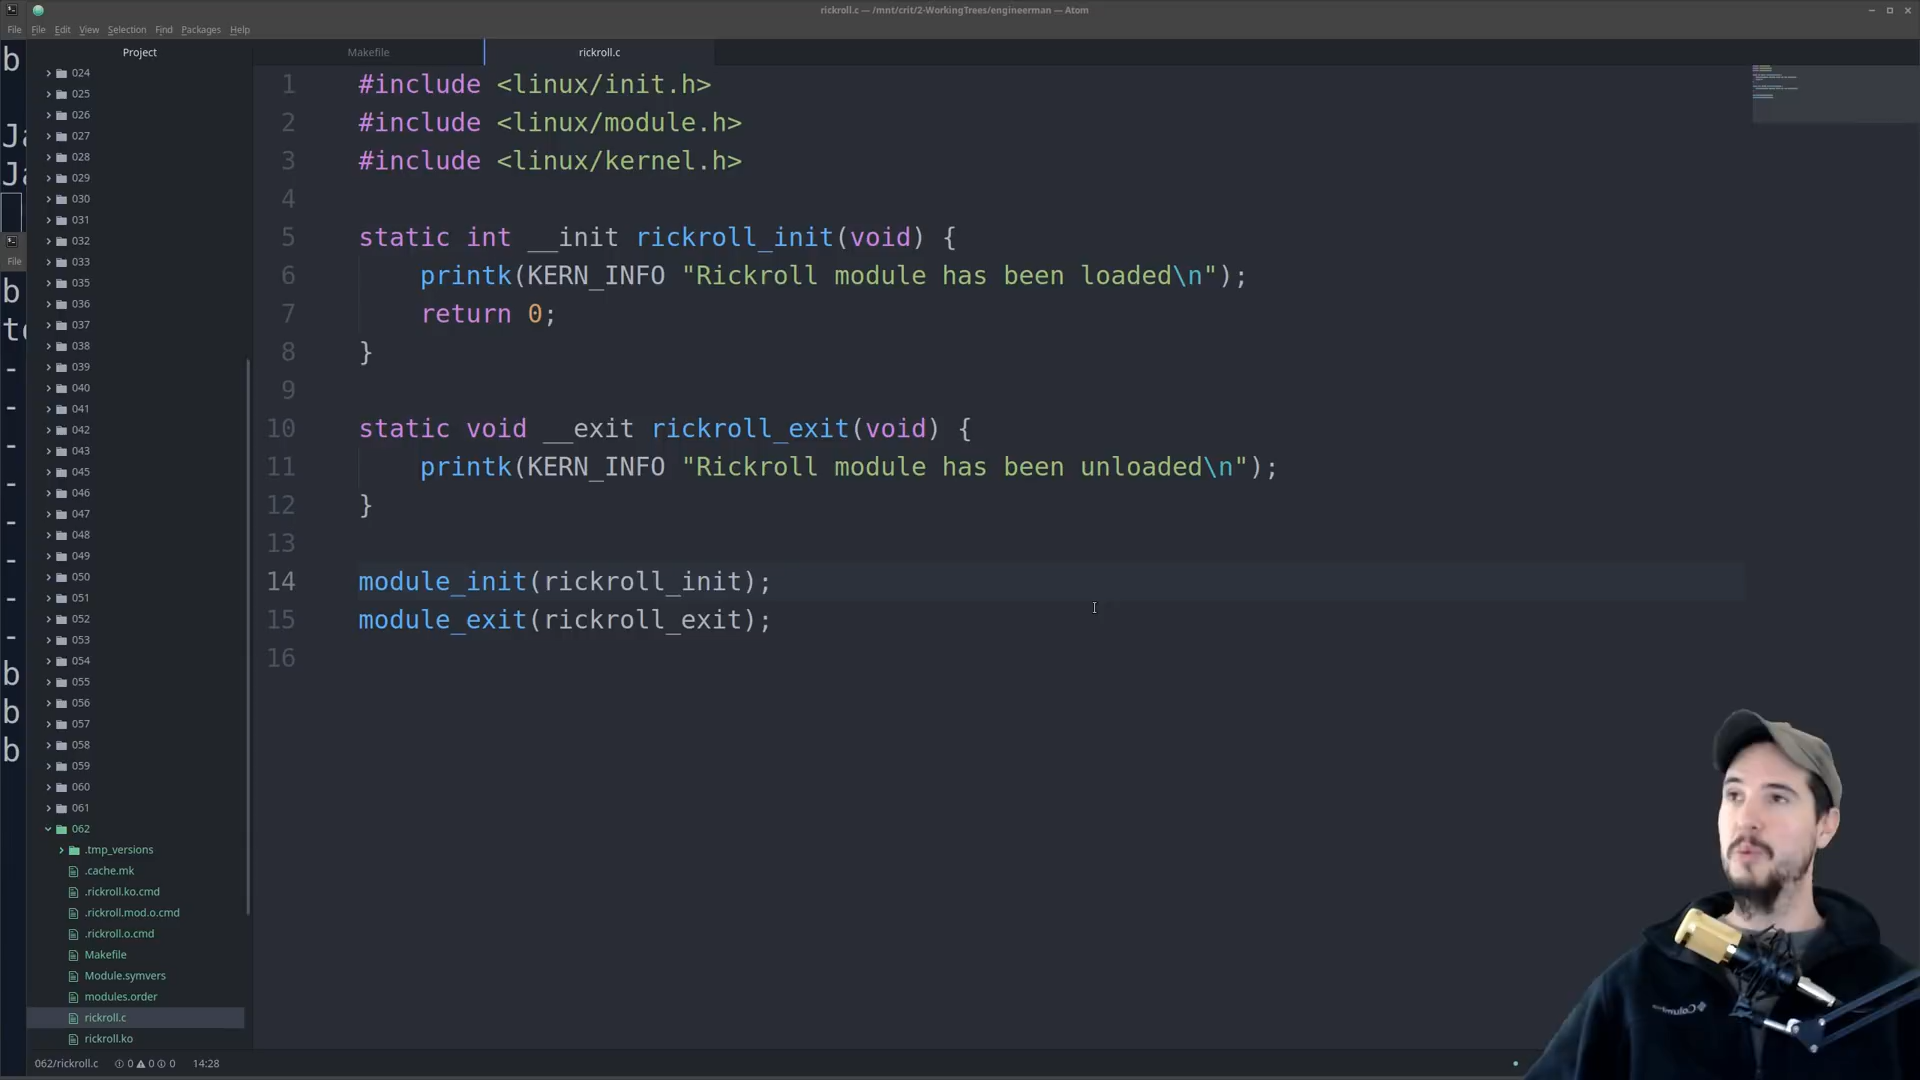 rickroll.c — /mnt/crit/2-WorkingTrees/engineerman — Atom
File
File Edit View Selection Find Packages Help
Project
Makefile
rickroll.c
b
Ja
Ja
File
b
te
-
-
-
-
-
-
-
-
b
b
b
024
025
026
027
028
029
030
031
032
033
035
036
037
038
039
040
041
042
043
045
046
047
048
049
050
051
052
053
054
055
056
057
058
059
060
061
062
.tmp_versions
.cache.mk
.rickroll.ko.cmd
.rickroll.mod.o.cmd
.rickroll.o.cmd
Makefile
Module.symvers
modules.order
rickroll.c
rickroll.ko
1 #include <linux/init.h>
2 #include <linux/module.h>
3 #include <linux/kernel.h>
4
5 static int __init rickroll_init(void) {
6     printk(KERN_INFO "Rickroll module has been loaded\n");
7     return 0;
8 }
9
10 static void __exit rickroll_exit(void) {
11     printk(KERN_INFO "Rickroll module has been unloaded\n");
12 }
13
14 module_init(rickroll_init);
15 module_exit(rickroll_exit);
16
062/rickroll.c 0 0 0 14:28